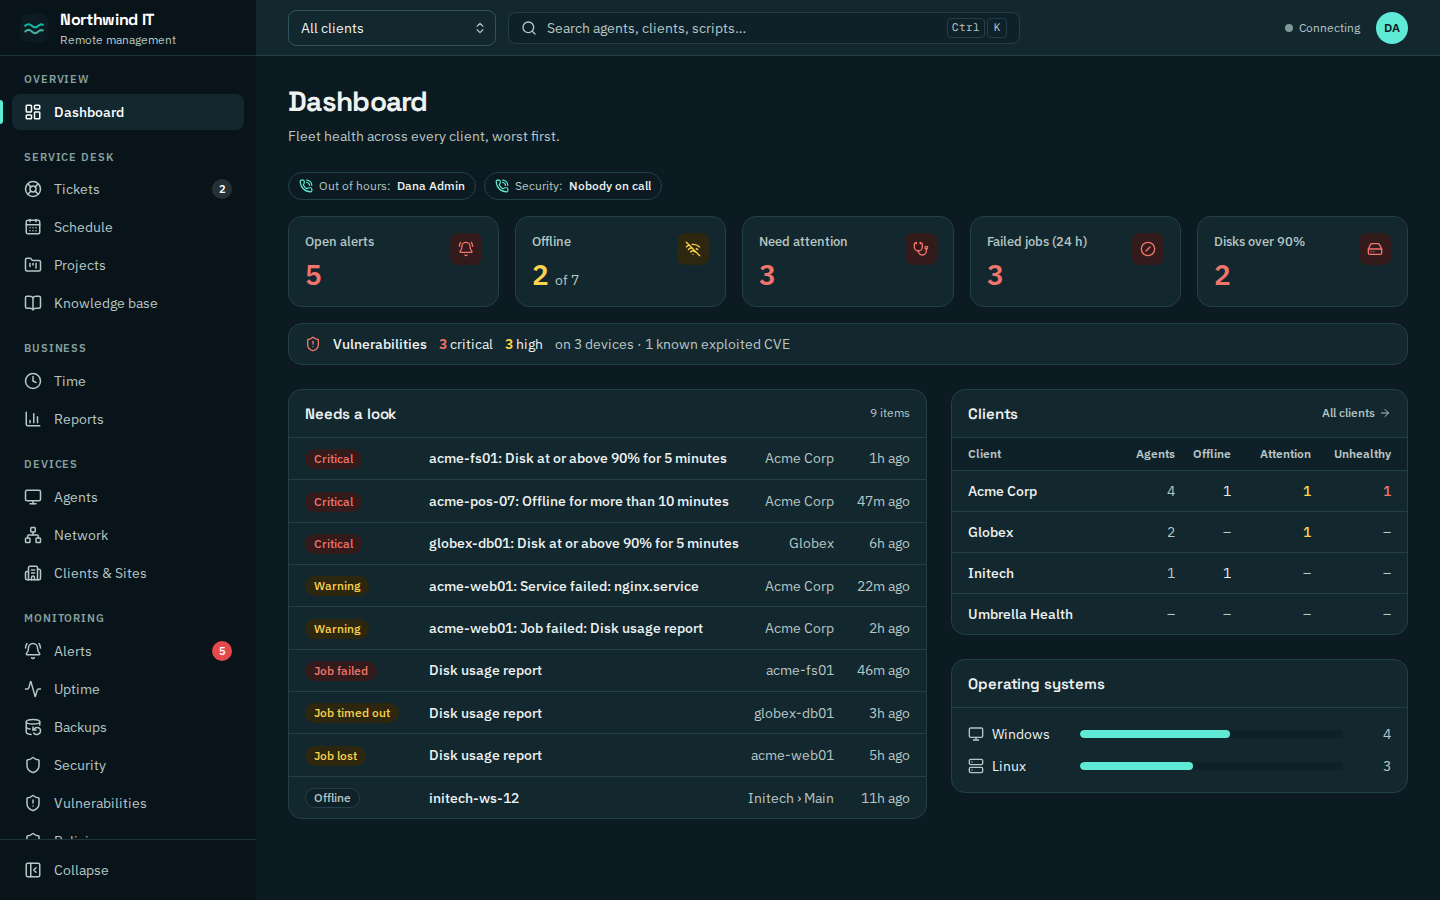 Northwind IT
Remote management
All clients
Search agents, clients, scripts...
Ctrl K
Connecting
DA
OVERVIEW
Dashboard
SERVICE DESK
Tickets 2
Schedule
Projects
Knowledge base
BUSINESS
Time
Reports
DEVICES
Agents
Network
Clients & Sites
MONITORING
Alerts 5
Uptime
Backups
Security
Vulnerabilities
Collapse
Dashboard
Fleet health across every client, worst first.
Out of hours: Dana Admin
Security: Nobody on call
Open alerts
5
Offline
2 of 7
Need attention
3
Failed jobs (24 h)
3
Disks over 90%
2
Vulnerabilities 3 critical 3 high on 3 devices · 1 known exploited CVE
Needs a look 9 items
Critical acme-fs01: Disk at or above 90% for 5 minutes Acme Corp 1h ago
Critical acme-pos-07: Offline for more than 10 minutes Acme Corp 47m ago
Critical globex-db01: Disk at or above 90% for 5 minutes Globex 6h ago
Warning acme-web01: Service failed: nginx.service Acme Corp 22m ago
Warning acme-web01: Job failed: Disk usage report Acme Corp 2h ago
Job failed Disk usage report acme-fs01 46m ago
Job timed out Disk usage report globex-db01 3h ago
Job lost Disk usage report acme-web01 5h ago
Offline initech-ws-12 Initech › Main 11h ago
Clients All clients →
Client Agents Offline Attention Unhealthy
Acme Corp 4 1 1 1
Globex 2 – 1 –
Initech 1 1 – –
Umbrella Health – – – –
Operating systems
Windows 4
Linux 3